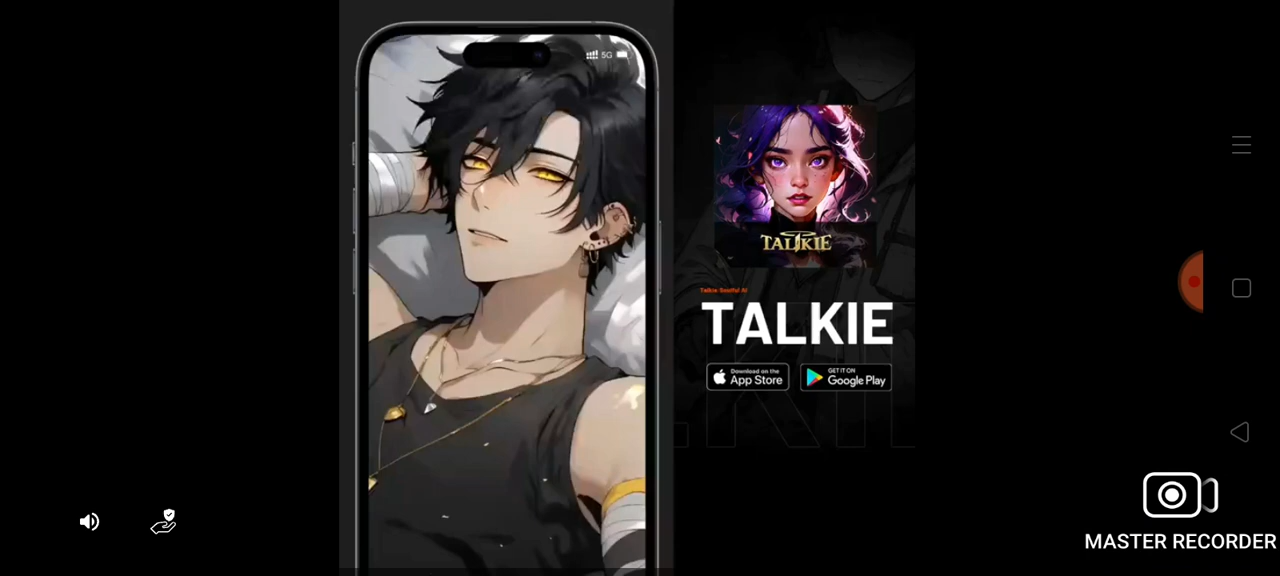 5G
TALKIE
Talkie: Soulful AI
TALKIE
Download on the
App Store
GET IT ON
Google Play
MASTER RECORDER